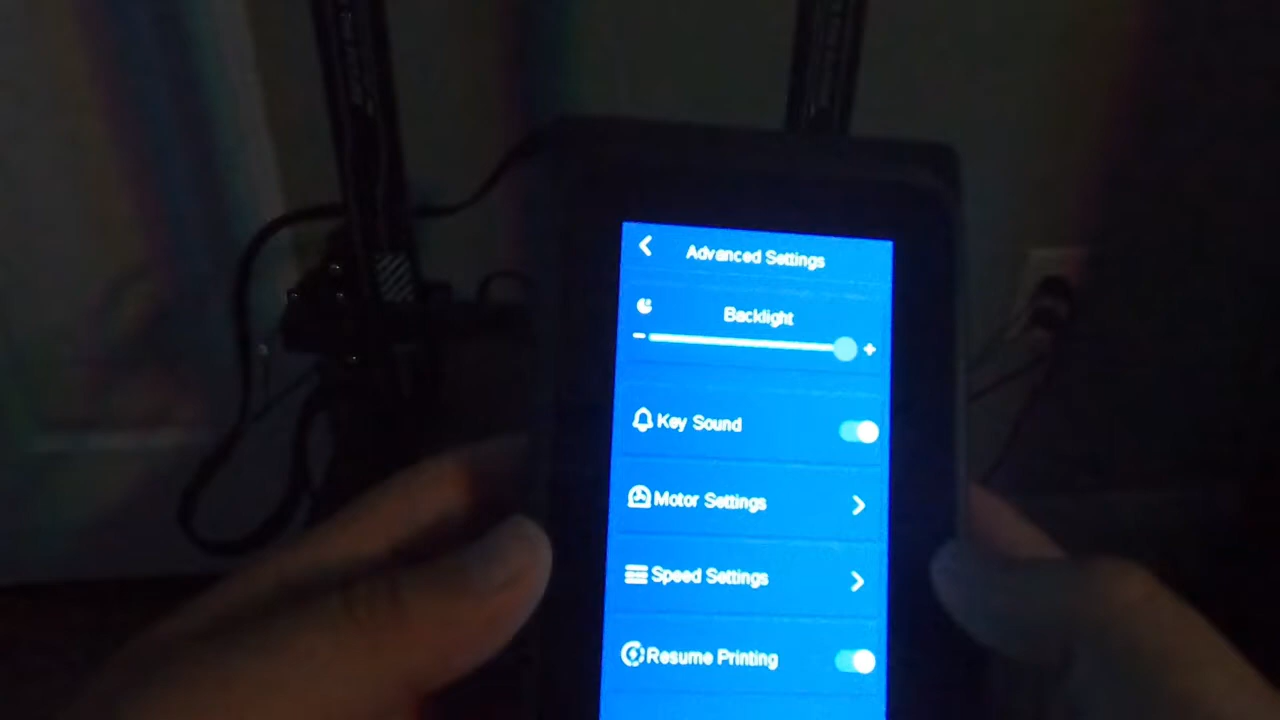 Advanced Settings
Backlight
Key Sound
Motor Settings
Speed Settings
Resume Printing